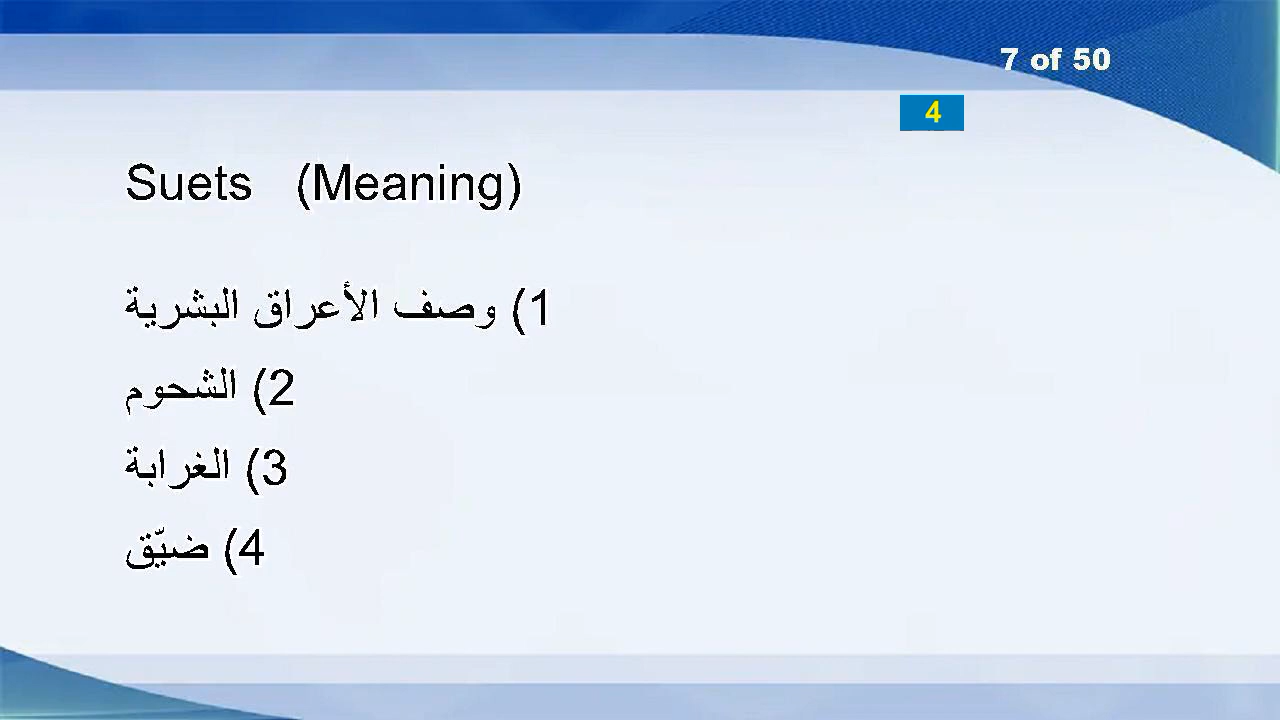 7 of 50
4
Suets (Meaning)
1) وصف الأعراق البشرية
2) الشحوم
3) الغرابة
4) ضيّق